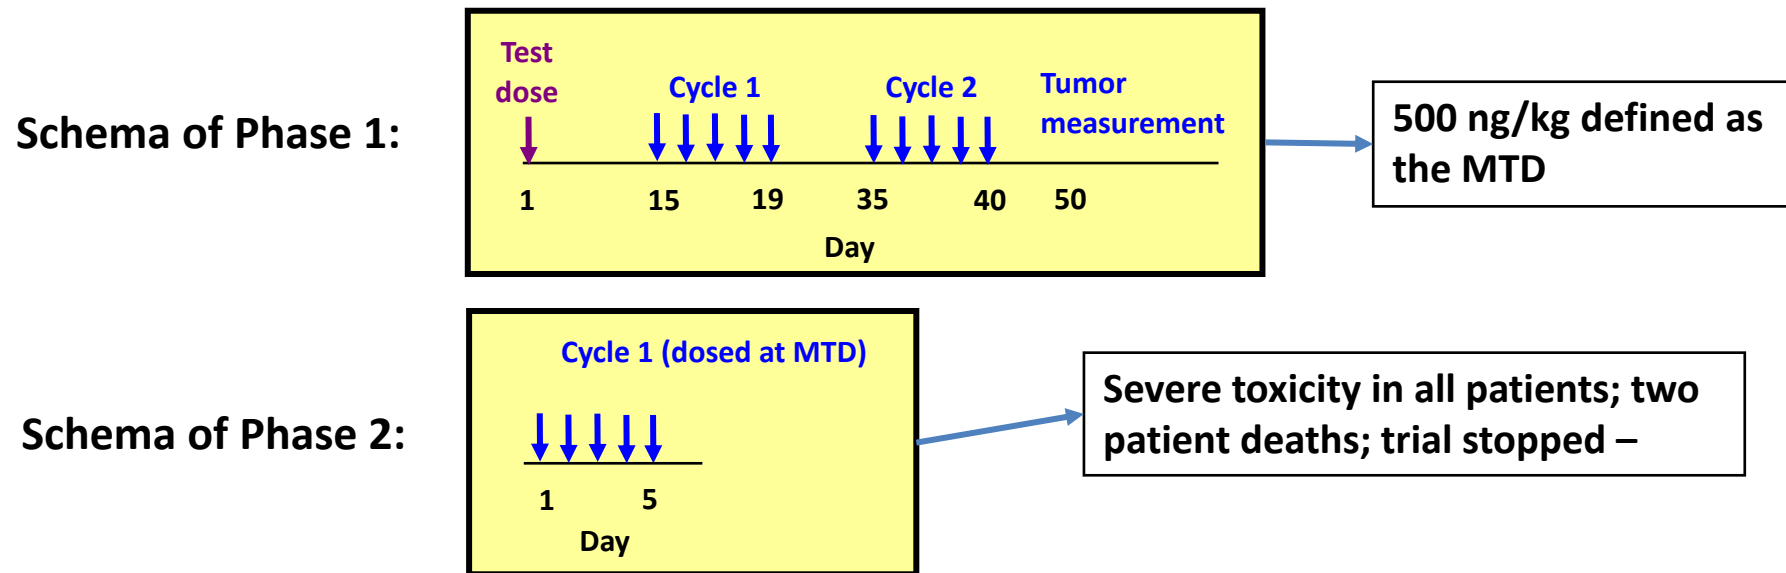 Schema of Phase 1:
Test
dose
Cycle 1
Cycle 2
Tumor
measurement
1
15
19
35
40
50
Day
500 ng/kg defined as
the MTD
Schema of Phase 2:
Cycle 1 (dosed at MTD)
1
5
Day
Severe toxicity in all patients; two
patient deaths; trial stopped –